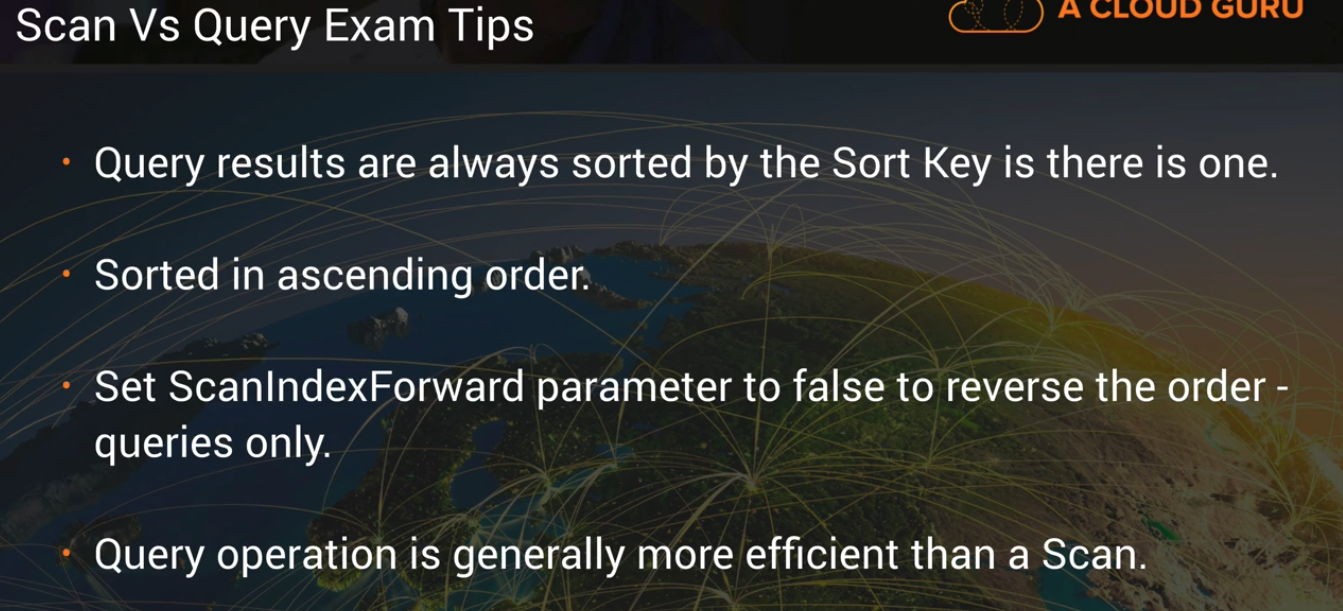 Scan Vs Query Exam Tips
A CLOUD GURU
• Query results are always sorted by the Sort Key is there is one.
• Sorted in ascending order.
• Set ScanIndexForward parameter to false to reverse the order -
queries only.
• Query operation is generally more efficient than a Scan.